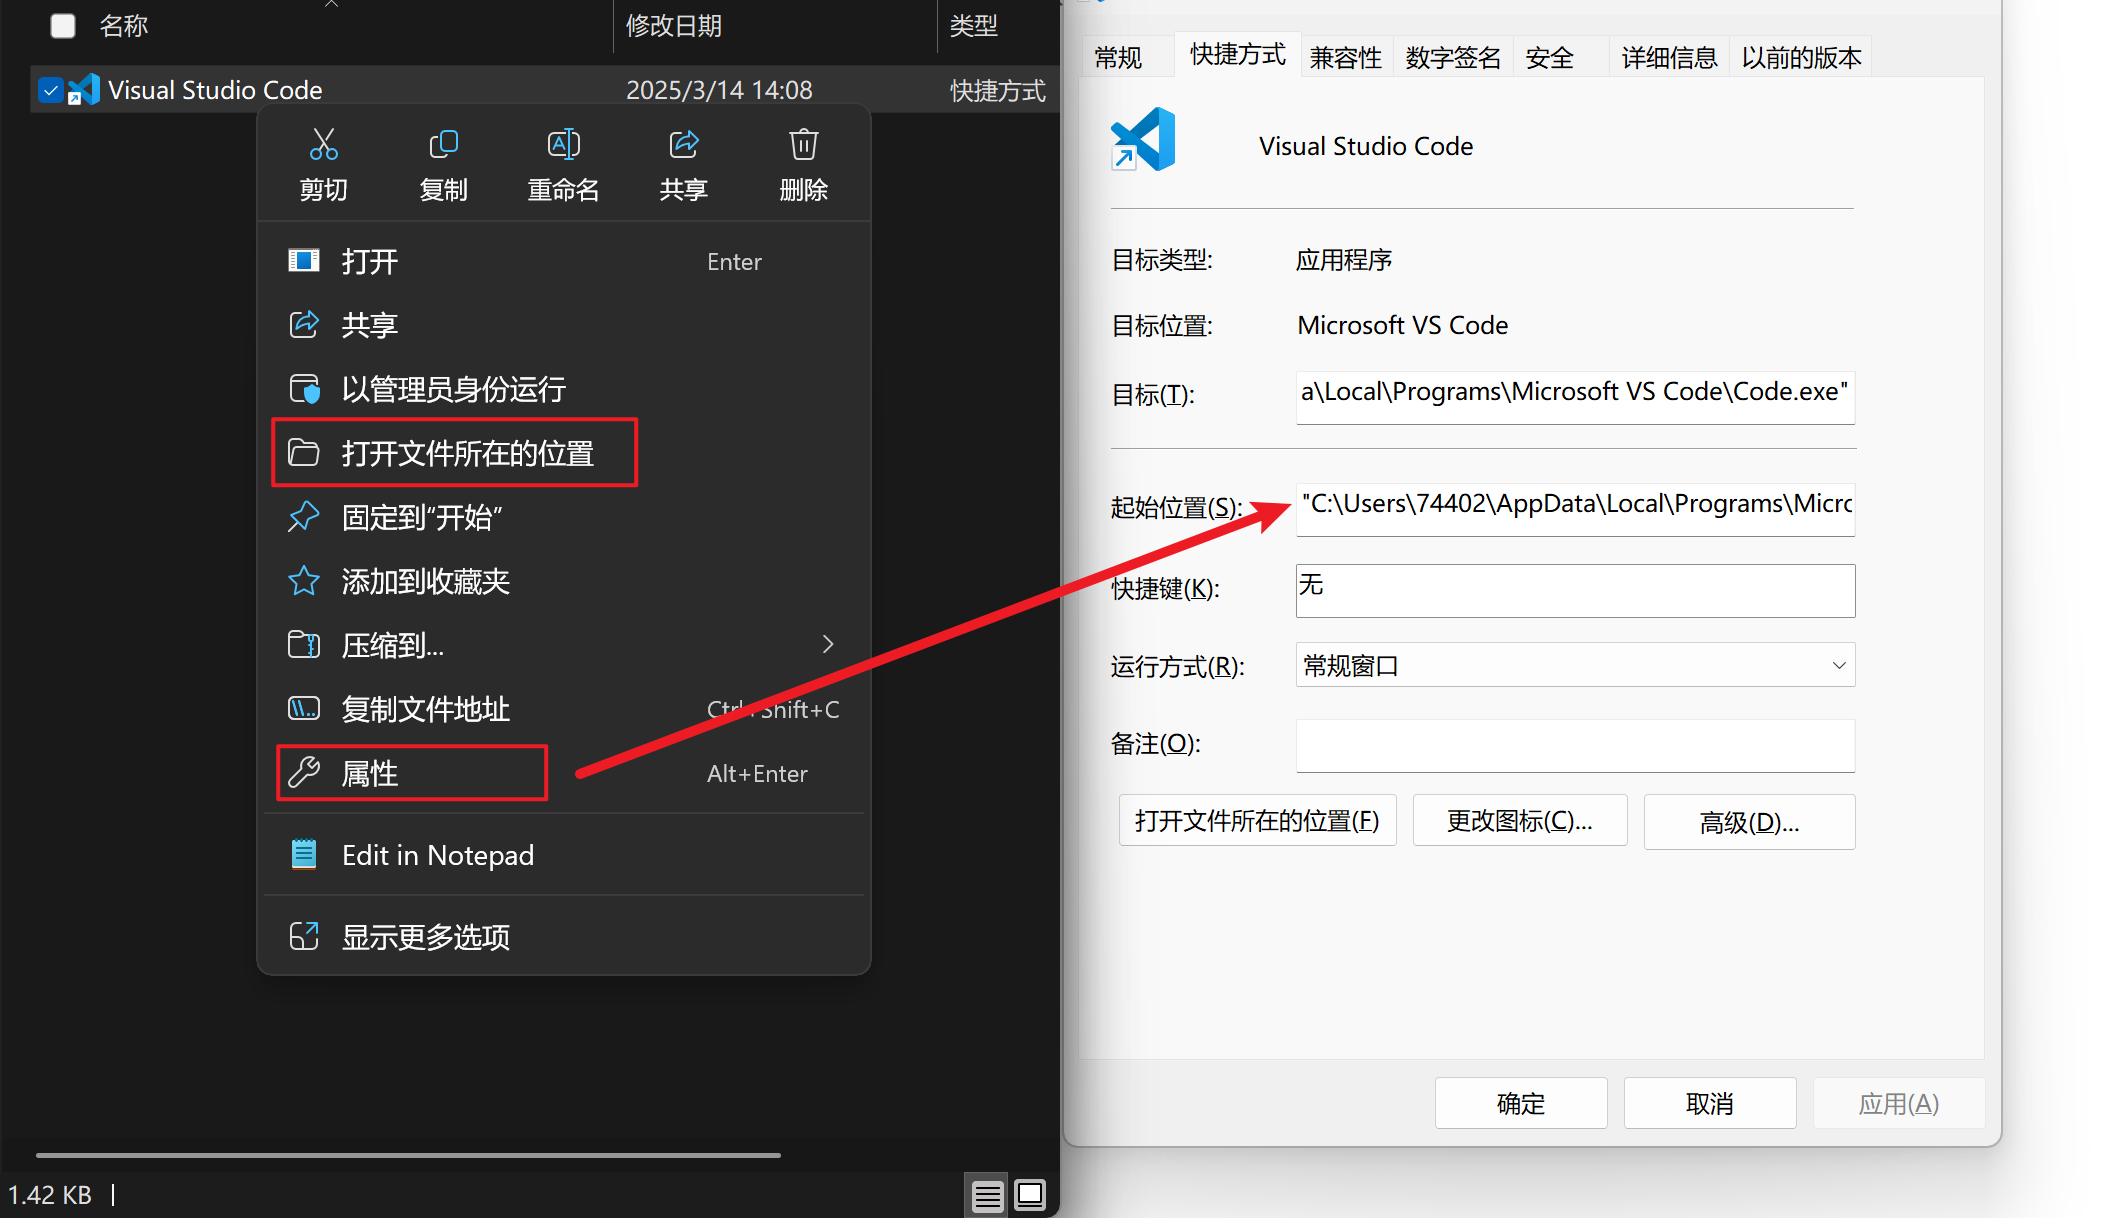 名称 修改日期 类型
Visual Studio Code 2025/3/14 14:08 快捷方式
剪切 复制 重命名 共享 删除
打开 Enter
共享
以管理员身份运行
打开文件所在的位置
固定到“开始”
添加到收藏夹
压缩到...
复制文件地址 Ctrl+Shift+C
属性 Alt+Enter
Edit in Notepad
显示更多选项
1.42 KB
常规 快捷方式 兼容性 数字签名 安全 详细信息 以前的版本
Visual Studio Code
目标类型: 应用程序
目标位置: Microsoft VS Code
目标(T): a\Local\Programs\Microsoft VS Code\Code.exe"
起始位置(S): "C:\Users\74402\AppData\Local\Programs\Micro
快捷键(K): 无
运行方式(R): 常规窗口
备注(O):
打开文件所在的位置(F) 更改图标(C)... 高级(D)...
确定 取消 应用(A)